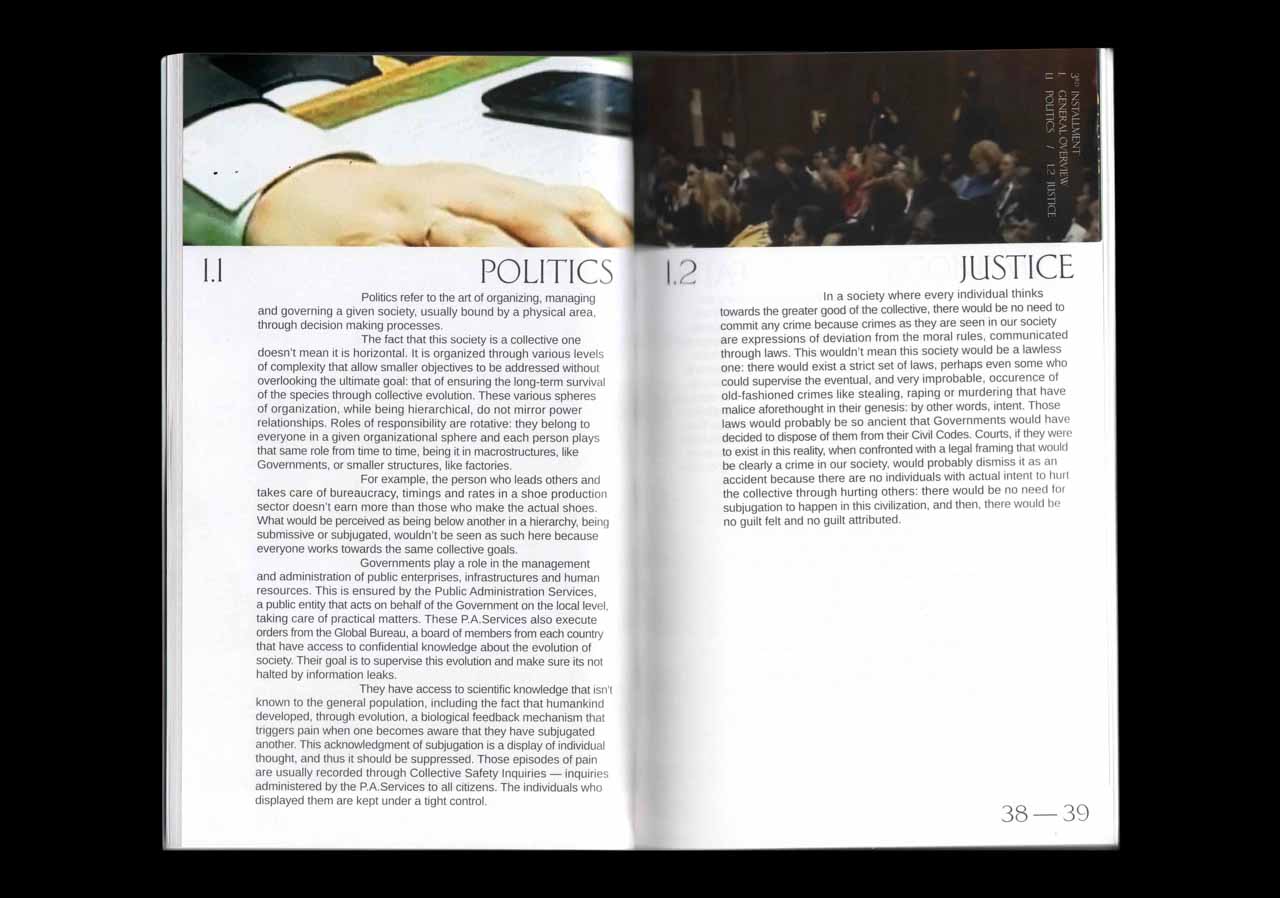 1.1
POLITICS
Politics refer to the art of organizing, managing
and governing a given society, usually bound by a physical area,
through decision making processes.
The fact that this society is a collective one
doesn't mean it is horizontal. It is organized through various levels
of complexity that allow smaller objectives to be addressed without
overlooking the ultimate goal: that of ensuring the long-term survival
of the species through collective evolution. These various spheres
of organization, while being hierarchical, do not mirror power
relationships. Roles of responsibility are rotative: they belong to
everyone in a given organizational sphere and each person plays
that same role from time to time, being it in macrostructures, like
Governments, or smaller structures, like factories.
For example, the person who leads others and
takes care of bureaucracy, timings and rates in a shoe production
sector doesn't earn more than those who make the actual shoes.
What would be perceived as being below another in a hierarchy, being
submissive or subjugated, wouldn't be seen as such here because
everyone works towards the same collective goals.
Governments play a role in the management
and administration of public enterprises, infrastructures and human
resources. This is ensured by the Public Administration Services,
a public entity that acts on behalf of the Government on the local level,
taking care of practical matters. These P.A.Services also execute
orders from the Global Bureau, a board of members from each country
that have access to confidential knowledge about the evolution of
society. Their goal is to supervise this evolution and make sure its not
halted by information leaks.
They have access to scientific knowledge that isn't
known to the general population, including the fact that humankind
developed, through evolution, a biological feedback mechanism that
triggers pain when one becomes aware that they have subjugated
another. This acknowledgment of subjugation is a display of individual
thought, and thus it should be suppressed. Those episodes of pain
are usually recorded through Collective Safety Inquiries — inquiries
administered by the P.A.Services to all citizens. The individuals who
displayed them are kept under a tight control.
3RD INSTALLMENT
I. GENERAL OVERVIEW
1.1 POLITICS / 1.2 JUSTICE
1.2
JUSTICE
In a society where every individual thinks
towards the greater good of the collective, there would be no need to
commit any crime because crimes as they are seen in our society
are expressions of deviation from the moral rules, communicated
through laws. This wouldn't mean this society would be a lawless
one: there would exist a strict set of laws, perhaps even some who
could supervise the eventual, and very improbable, occurence of
old-fashioned crimes like stealing, raping or murdering that have
malice aforethought in their genesis: by other words, intent. Those
laws would probably be so ancient that Governments would have
decided to dispose of them from their Civil Codes. Courts, if they were
to exist in this reality, when confronted with a legal framing that would
be clearly a crime in our society, would probably dismiss it as an
accident because there are no individuals with actual intent to hurt
the collective through hurting others: there would be no need for
subjugation to happen in this civilization, and then, there would be
no guilt felt and no guilt attributed.
38 — 39